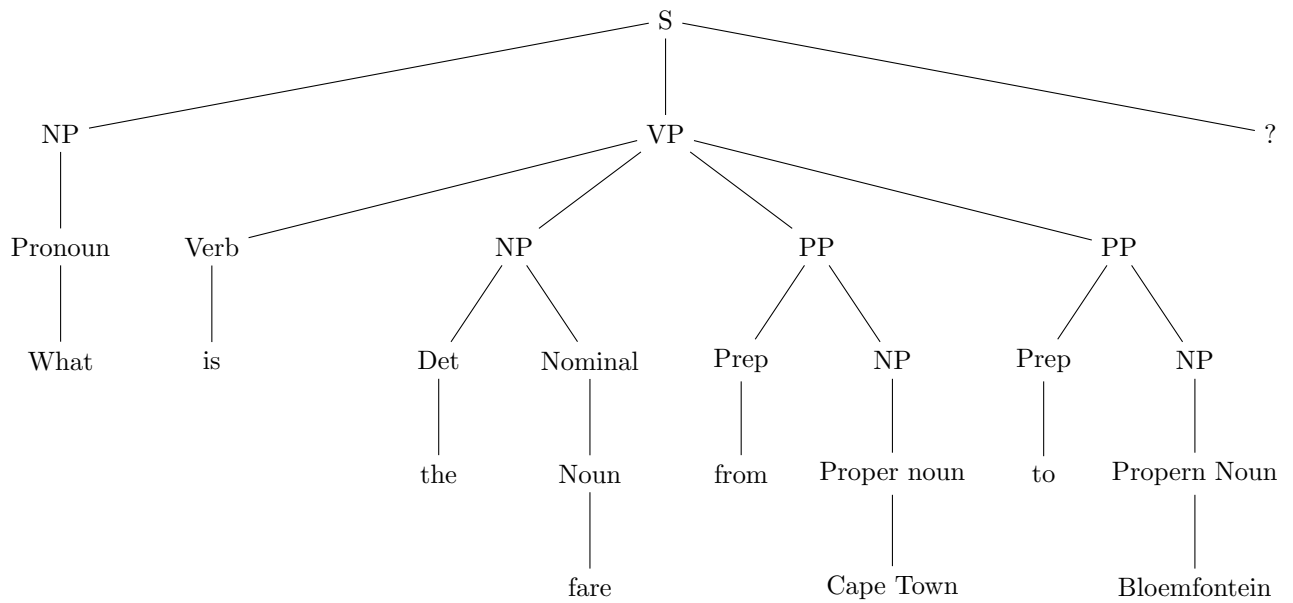 S
NP VP ?
Pronoun Verb NP PP PP
What is Det Nominal Prep NP Prep NP
the Noun from Proper noun to Propern Noun
fare Cape Town Bloemfontein